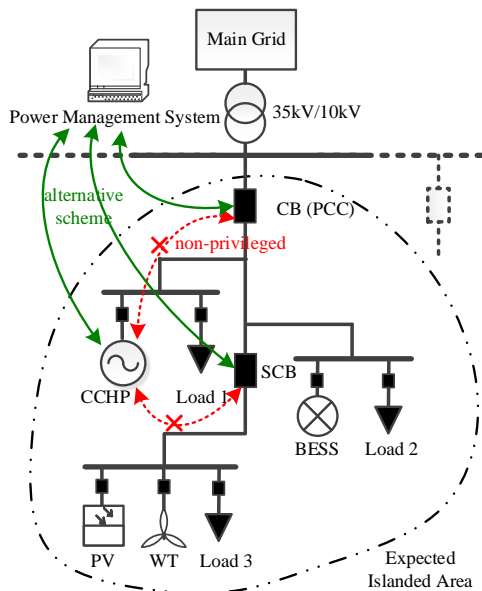 Main Grid
35kV/10kV
Power Management System
CB (PCC)
alternative
scheme
non-privileged
CCHP
Load 1
SCB
BESS
Load 2
PV
WT
Load 3
Expected
Islanded Area